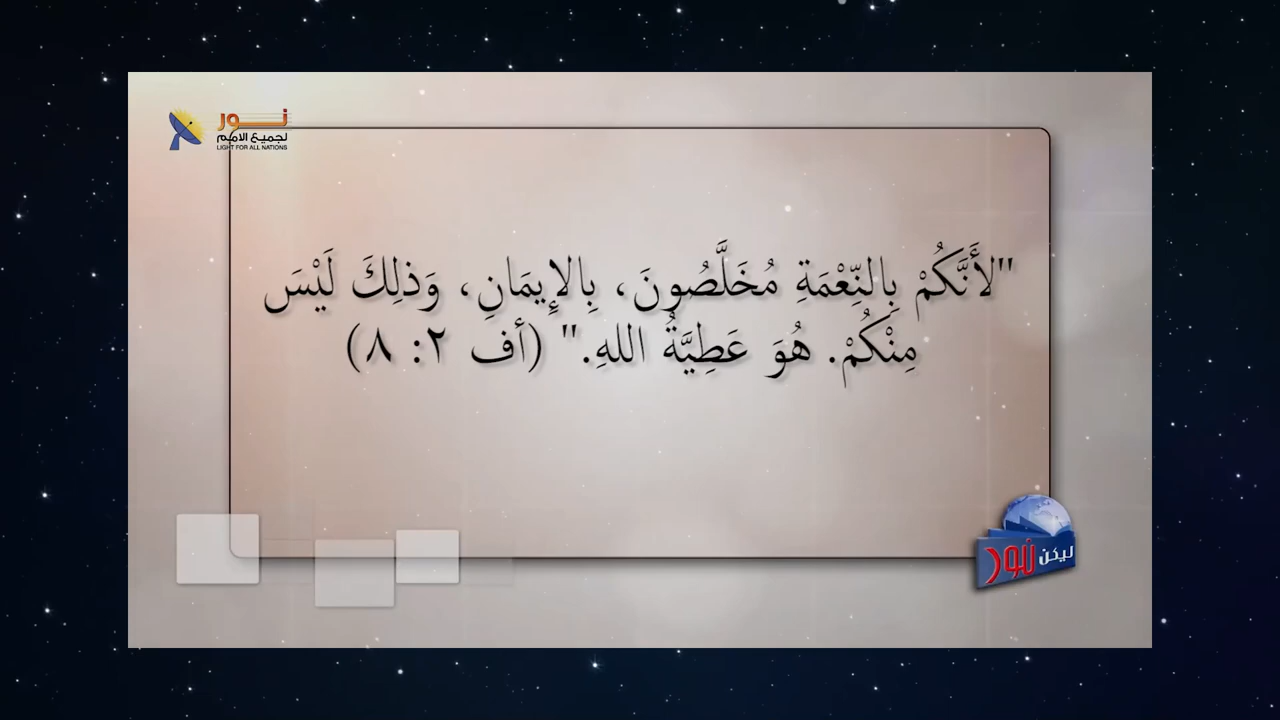 نور
لجميع الامم
LIGHT FOR ALL NATIONS
"لأَنَّكُمْ بِالنِّعْمَةِ مُخَلَّصُونَ، بِالإِيمَانِ، وَذلِكَ لَيْسَ
مِنْكُمْ. هُوَ عَطِيَّةُ اللهِ." (أف ٢: ٨)
ليكن نور